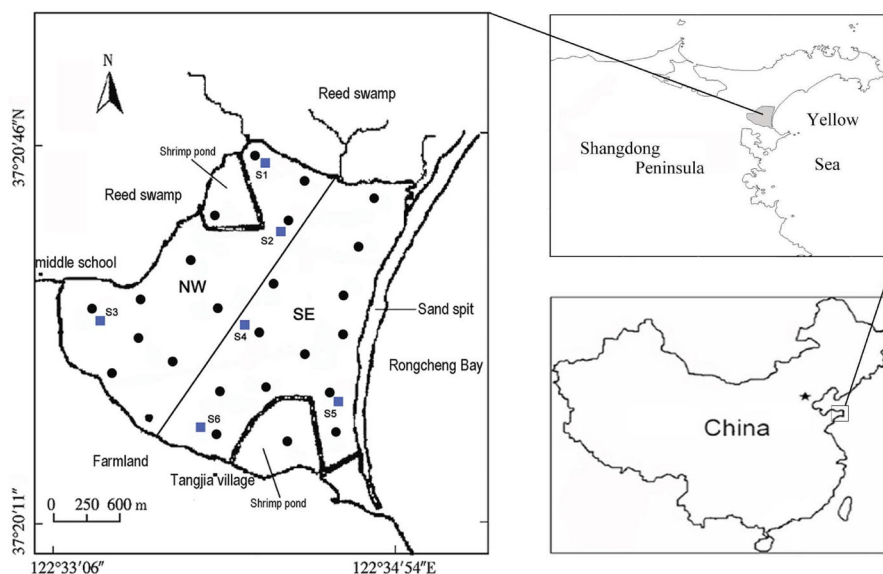 N
37°20′46″N
Reed swamp
Shrimp pond
S1
Reed swamp
S2
middle school
NW
S3
SE
S4
Sand spit
Rongcheng Bay
S5
S6
Farmland
Tangjia village
Shrimp pond
0 250 600 m
37°20′11″
122°33′06″
122°34′54″E
Yellow
Shangdong
Peninsula
Sea
China